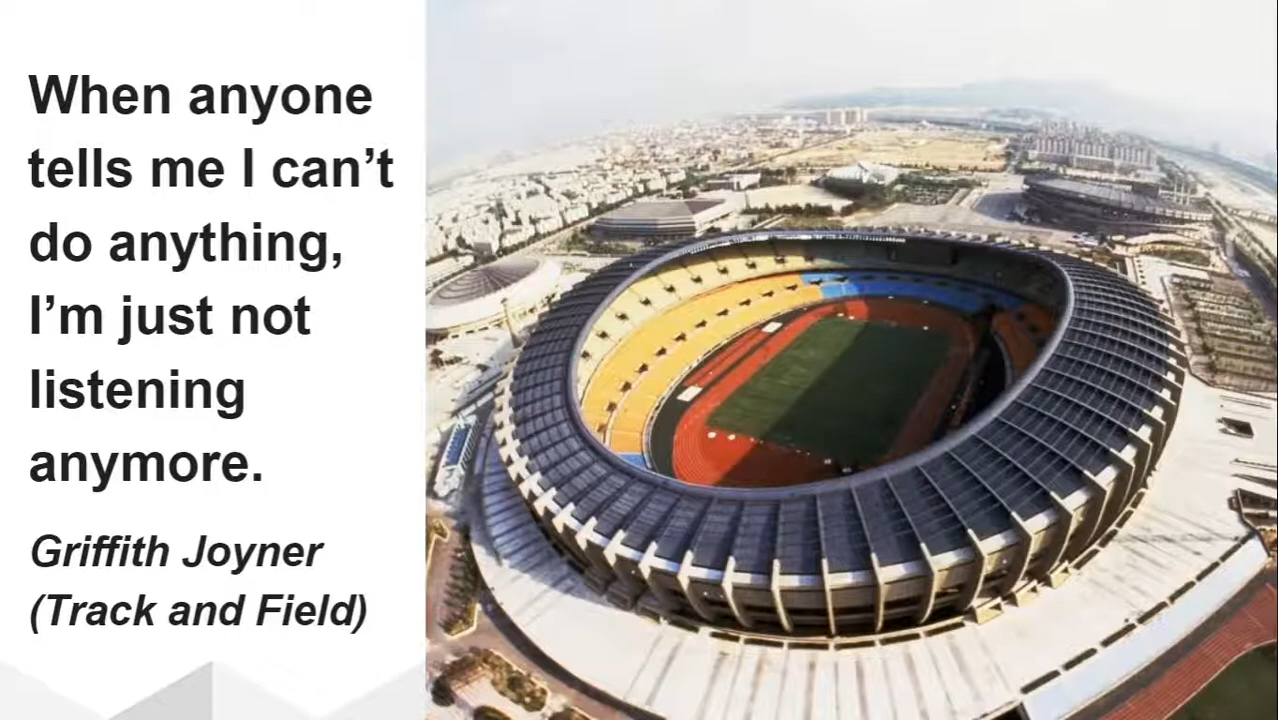 When anyone
tells me I can’t
do anything,
I’m just not
listening
anymore.
Griffith Joyner
(Track and Field)